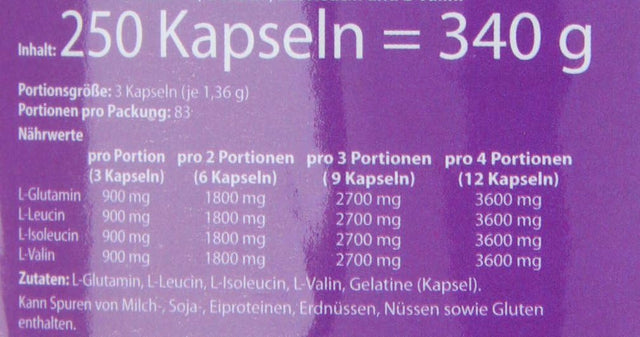 Inhalt: 250 Kapseln = 340 g
Portionsgröße: 3 Kapseln (je 1,36 g)
Portionen pro Packung: 83
Nährwerte
pro Portion pro 2 Portionen pro 3 Portionen pro 4 Portionen
(3 Kapseln) (6 Kapseln) ( 9 Kapseln) (12 Kapseln)
L-Glutamin 900 mg 1800 mg 2700 mg 3600 mg
L-Leucin 900 mg 1800 mg 2700 mg 3600 mg
L-Isoleucin 900 mg 1800 mg 2700 mg 3600 mg
L-Valin 900 mg 1800 mg 2700 mg 3600 mg
Zutaten: L-Glutamin, L-Leucin, L-Isoleucin, L-Valin, Gelatine (Kapsel).
Kann Spuren von Milch-, Soja-, Eiproteinen, Erdnüssen, Nüssen sowie Gluten
enthalten.